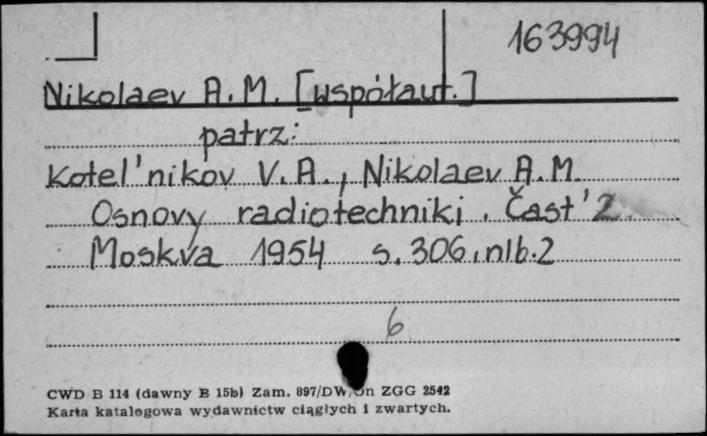 163994
Nikolaev A.M. [współaut.]
patrz:
Kotel'nikov V.A., Nikolaev A.M.
Osnovy radiotechniki. Čast' 2.
Moskva 1954 s. 306, nlb. 2
6
CWD B 114 (dawny B 15b) Zam. 897/DW/Jn ZGG 2542
Karta katalogowa wydawnictw ciągłych i zwartych.